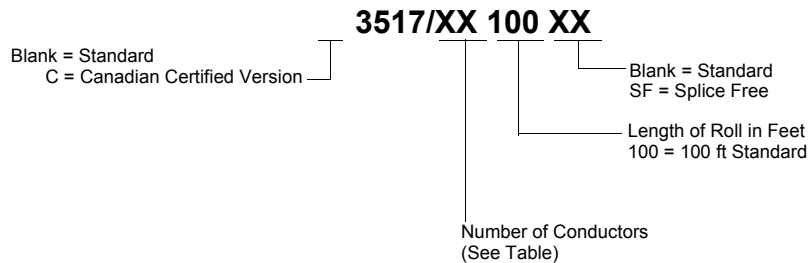 3517/XX 100 XX
Blank = Standard
C = Canadian Certified Version
Blank = Standard
SF = Splice Free
Length of Roll in Feet
100 = 100 ft Standard
Number of Conductors
(See Table)